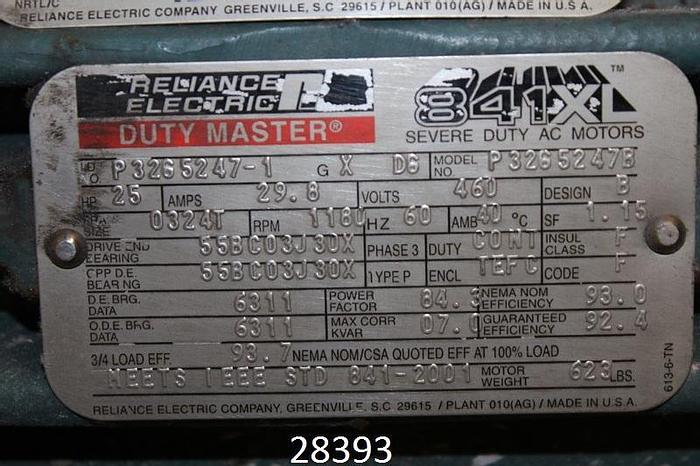 NRTL/C
RELIANCE ELECTRIC COMPANY GREENVILLE, S.C 29615 / PLANT 010(AG) / MADE IN U.S.A.
RELIANCE ELECTRIC 841XL™
DUTY MASTER® SEVERE DUTY AC MOTORS
P32G5247-1 G X D6 MODEL NO P32G5247B
HP 25 AMPS 29.8 VOLTS 460 DESIGN B
SIZE 0324T RPM 1180 HZ 60 AMB 40 °C SF 1.15
DRIVE END BEARING 55BC03J30X PHASE 3 DUTY CONT INSUL CLASS F
OPP D.E. BEARING 55BC03J30X TYPE P ENCL TEFC CODE F
D.E. BRG. DATA 6311 POWER FACTOR 84.3 NEMA NOM EFFICIENCY 93.0
O.D.E. BRG. DATA 6311 MAX CORR KVAR 07.0 GUARANTEED EFFICIENCY 92.4
3/4 LOAD EFF 93.7 NEMA NOM/CSA QUOTED EFF AT 100% LOAD
MEETS IEEE STD 841-2001 MOTOR WEIGHT 623 LBS.
RELIANCE ELECTRIC COMPANY, GREENVILLE, S.C 29615 / PLANT 010(AG) / MADE IN U.S.A.
613-6-TN
28393